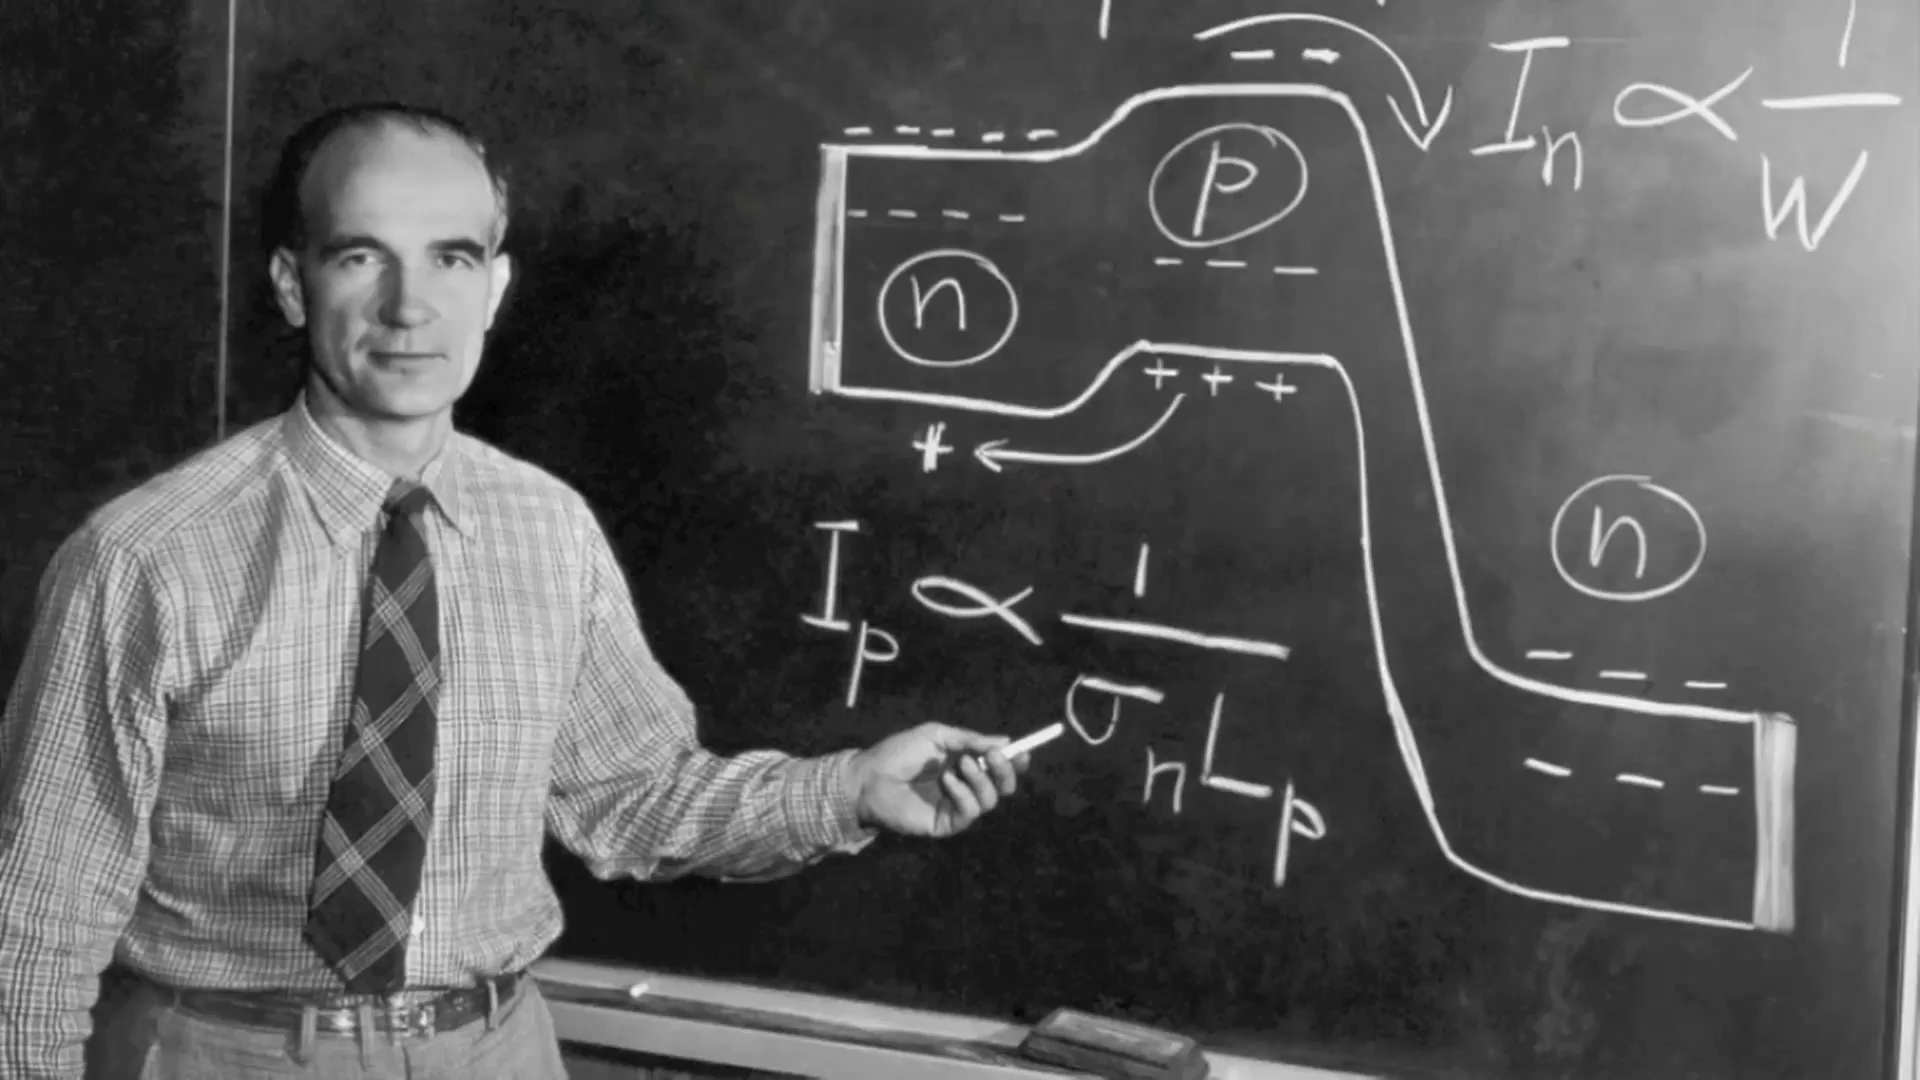 I_n ∝ 1/W
p
n
+ + +
n
I_p ∝ 1/(σ_n L_p)